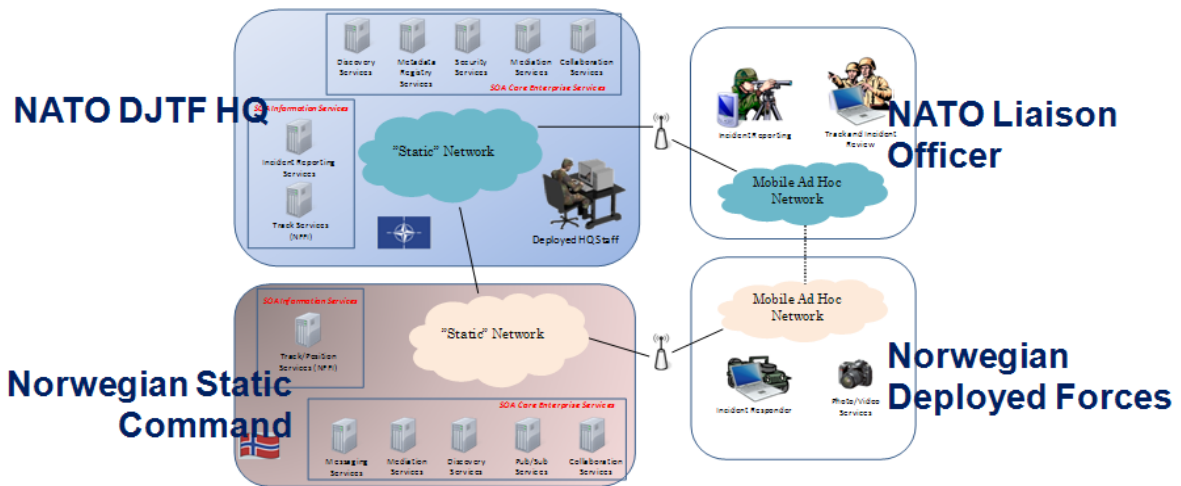 Discovery
Services
Metadata
Registry
Services
Security
Services
Mediation
Services
Collaboration
Services
SOA Core Enterprise Services
NATO DJTF HQ
SOA Information Services
Incident Reporting
Services
Track Services
(NFFI)
"Static" Network
Deployed HQ Staff
Incident Reporting
Track and Incident
Review
NATO Liaison
Officer
Mobile Ad Hoc
Network
SOA Information Services
Track/Position
Services (NFFI)
"Static" Network
Mobile Ad Hoc
Network
Norwegian Static
Command
Norwegian
Deployed Forces
Incident Responder
Photo/Video
Services
SOA Core Enterprise Services
Messaging
Services
Mediation
Services
Discovery
Services
Pub/Sub
Services
Collaboration
Services